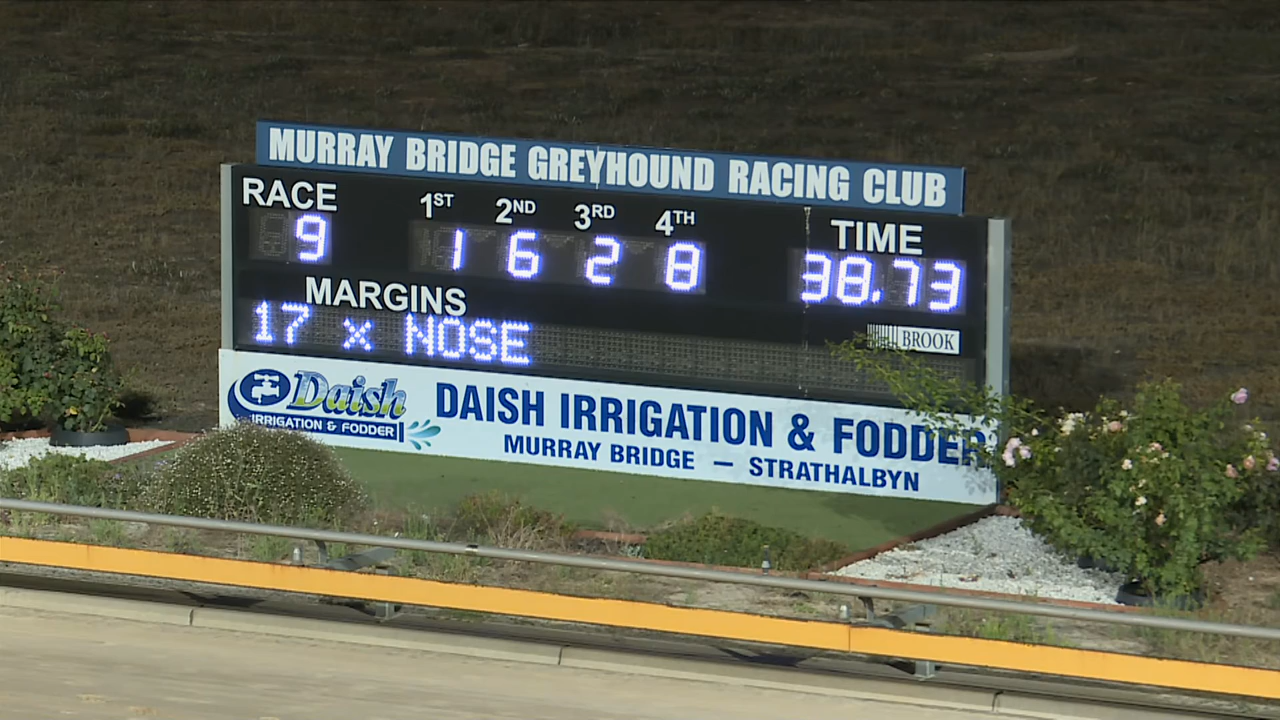 MURRAY BRIDGE GREYHOUND RACING CLUB
RACE 1ST 2ND 3RD 4TH TIME
9 1 6 2 8 38.73
MARGINS
17 x NOSE
BROOK
Daish
IRRIGATION & FODDER
DAISH IRRIGATION & FODDER
MURRAY BRIDGE — STRATHALBYN